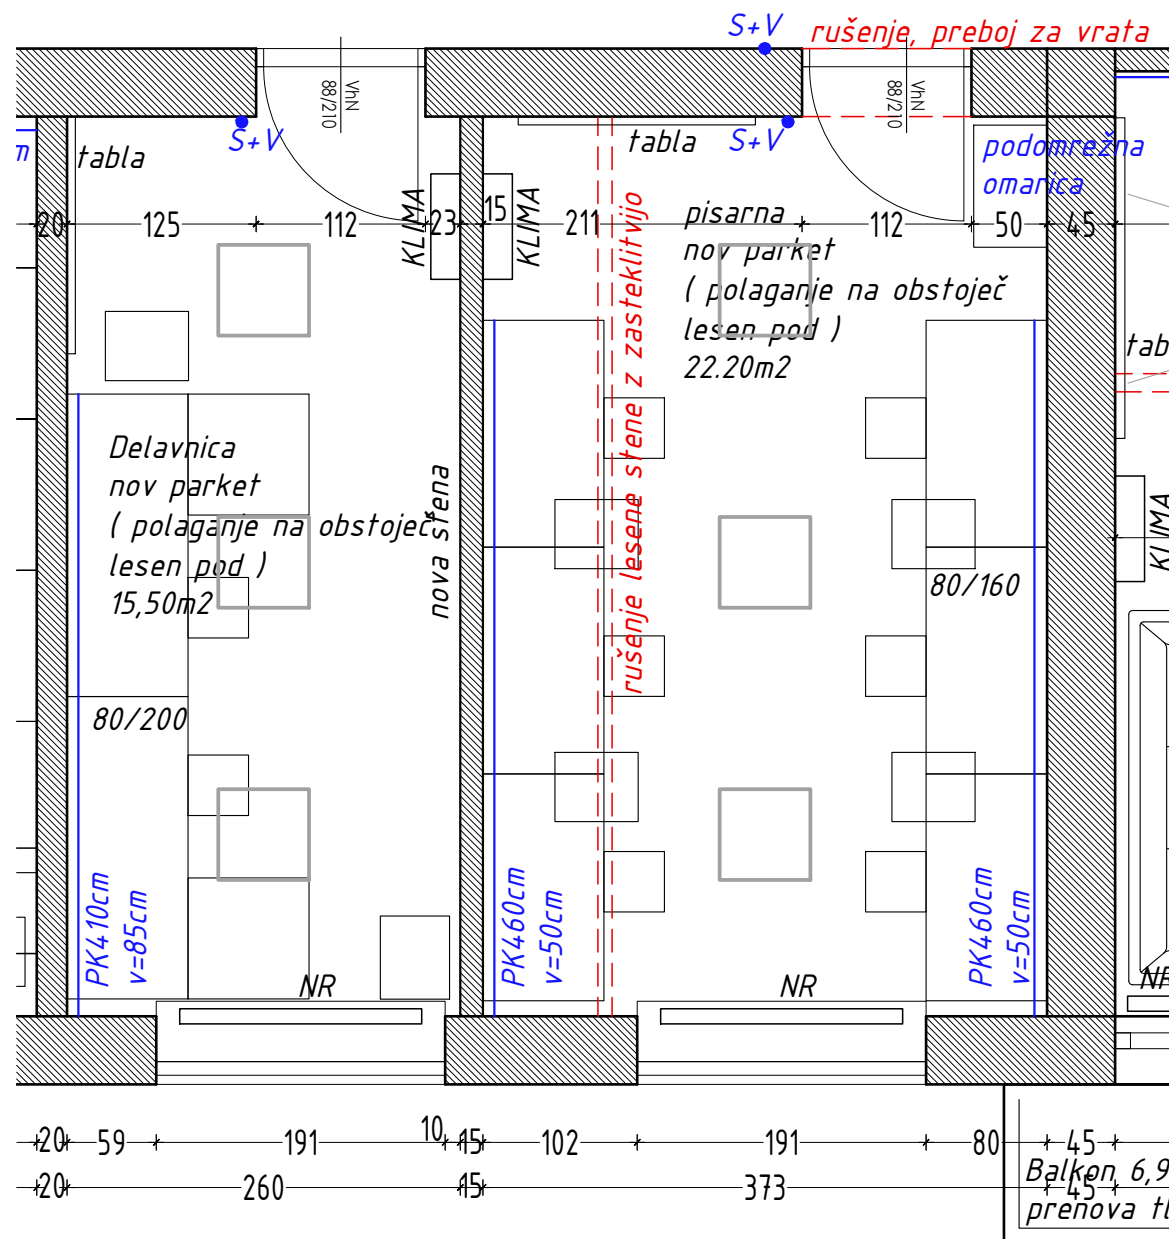 S+V
rušenje, preboj za vrata
VhN
88/210
VhN
88/210
m
tabla
S+V
tabla
S+V
podomrežna
omarica
20
125
112
KLIMA
23
15
KLIMA
211
112
50
45
pisarna
nov parket
( polaganje na obstoječ
lesen pod )
22.20m2
rušenje lesene stene z zasteklitvijo
tab
Delavnica
nov parket
( polaganje na obstoječ
lesen pod )
15,50m2
nova stena
KLIMA
80/160
80/200
PK410cm
v=85cm
PK460cm
v=50cm
PK460cm
v=50cm
NR
NR
NR
20
59
191
10
15
102
191
80
45
20
260
15
373
45
Balkon 6,9
prenova tl